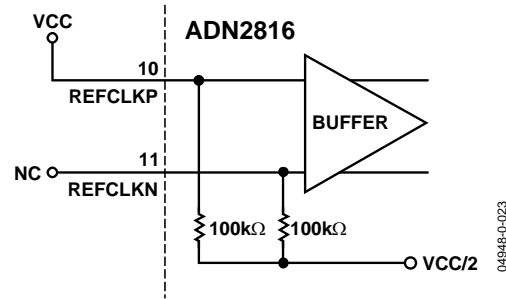 VCC
ADN2816
10
REFCLKP
BUFFER
11
NC
REFCLKN
100kΩ
100kΩ
VCC/2
04948-0-023